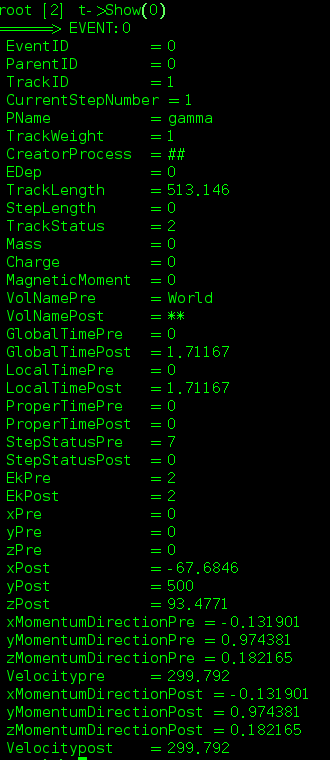 root [2] t->Show(0)
======> EVENT:0
EventID = 0
ParentID = 0
TrackID = 1
CurrentStepNumber = 1
PName = gamma
TrackWeight = 1
CreatorProcess = ##
EDep = 0
TrackLength = 513.146
StepLength = 0
TrackStatus = 2
Mass = 0
Charge = 0
MagneticMoment = 0
VolNamePre = World
VolNamePost = **
GlobalTimePre = 0
GlobalTimePost = 1.71167
LocalTimePre = 0
LocalTimePost = 1.71167
ProperTimePre = 0
ProperTimePost = 0
StepStatusPre = 7
StepStatusPost = 0
EkPre = 2
EkPost = 2
xPre = 0
yPre = 0
zPre = 0
xPost = -67.6846
yPost = 500
zPost = 93.4771
xMomentumDirectionPre = -0.131901
yMomentumDirectionPre = 0.974381
zMomentumDirectionPre = 0.182165
Velocitypre = 299.792
xMomentumDirectionPost = -0.131901
yMomentumDirectionPost = 0.974381
zMomentumDirectionPost = 0.182165
Velocitypost = 299.792